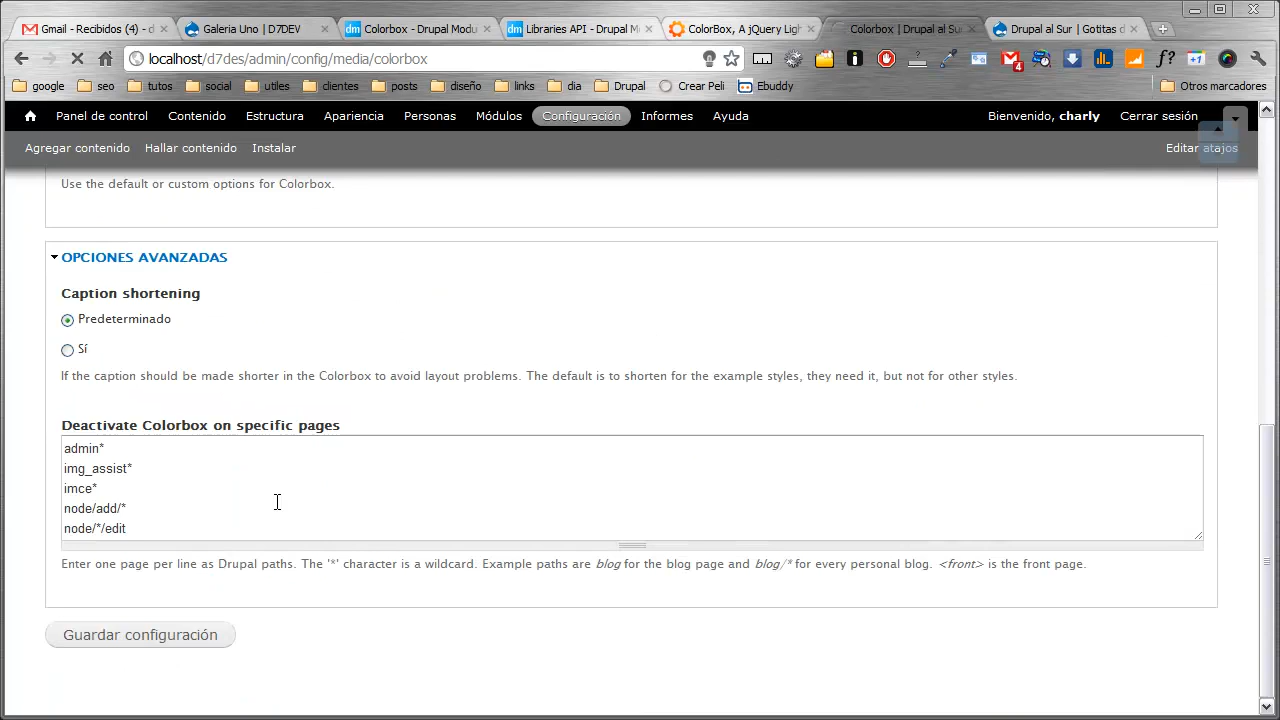 Gmail - Recibidos (4) - d
Galeria Uno | D7DEV
Colorbox - Drupal Modu
Libraries API - Drupal M
ColorBox, A jQuery Ligh
Colorbox | Drupal al Sur
Drupal al Sur | Gotitas d
localhost/d7des/admin/config/media/colorbox
google
seo
tutos
social
utiles
clientes
posts
diseño
links
dia
Drupal
Crear Peli
Ebuddy
Otros marcadores
Panel de control
Contenido
Estructura
Apariencia
Personas
Módulos
Configuración
Informes
Ayuda
Bienvenido, charly
Cerrar sesión
Agregar contenido
Hallar contenido
Instalar
Editar atajos
Use the default or custom options for Colorbox.
OPCIONES AVANZADAS
Caption shortening
Predeterminado
Sí
If the caption should be made shorter in the Colorbox to avoid layout problems. The default is to shorten for the example styles, they need it, but not for other styles.
Deactivate Colorbox on specific pages
admin*
img_assist*
imce*
node/add/*
node/*/edit
Enter one page per line as Drupal paths. The '*' character is a wildcard. Example paths are blog for the blog page and blog/* for every personal blog. <front> is the front page.
Guardar configuración